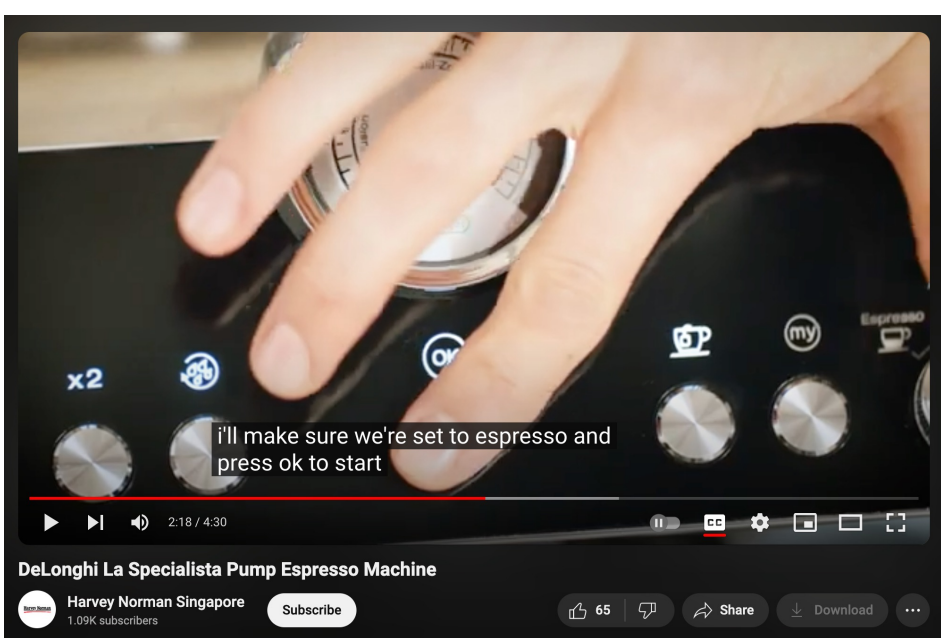 x2
OK
my
Espresso
i'll make sure we're set to espresso and
press ok to start
2:18 / 4:30
CC
DeLonghi La Specialista Pump Espresso Machine
Harvey Norman
Harvey Norman Singapore
1.09K subscribers
Subscribe
65
Share
Download